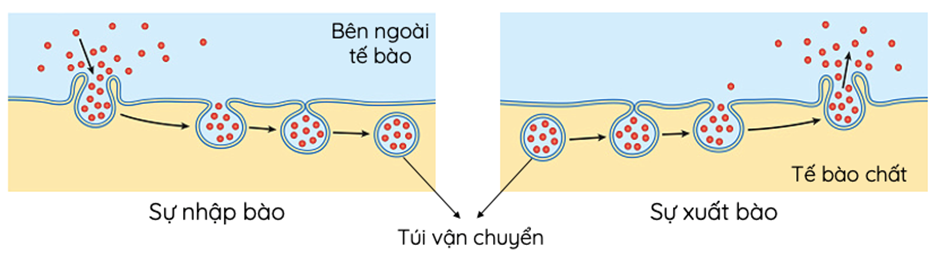 Bên ngoài
tế bào
Tế bào chất
Sự nhập bào
Sự xuất bào
Túi vận chuyển